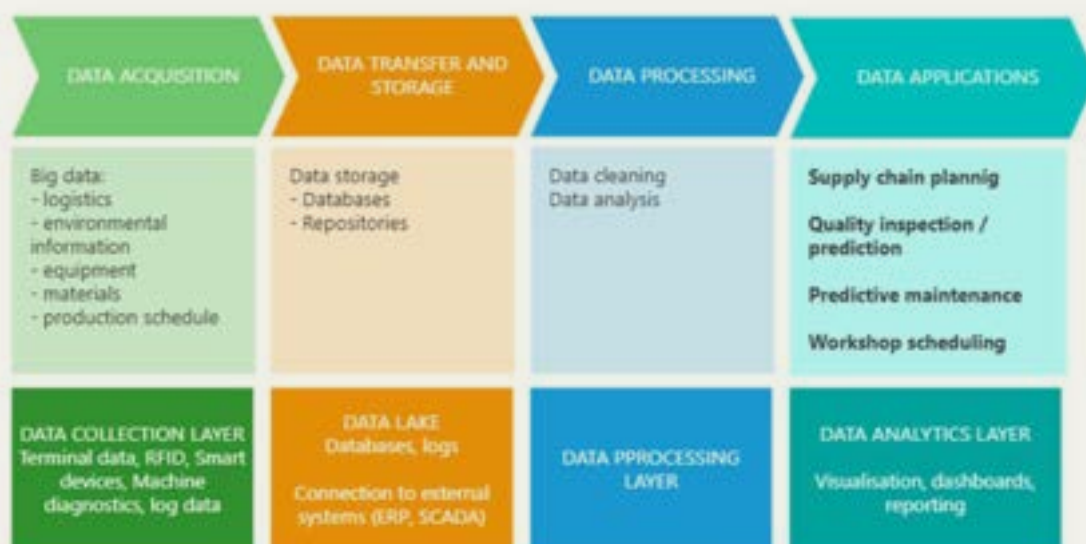 DATA ACQUISITION
DATA TRANSFER AND
STORAGE
DATA PROCESSING
DATA APPLICATIONS
Big data:
- logistics
- environmental
information
- equipment
- materials
- production schedule
Data storage
- Databases
- Repositories
Data cleaning
Data analysis
Supply chain plannig
Quality inspection /
prediction
Predictive maintenance
Workshop scheduling
DATA COLLECTION LAYER
Terminal data, RFID, Smart
devices, Machine
diagnostics, log data
DATA LAKE
Databases, logs
Connection to external
systems (ERP, SCADA)
DATA PPROCESSING
LAYER
DATA ANALYTICS LAYER
Visualisation, dashboards,
reporting